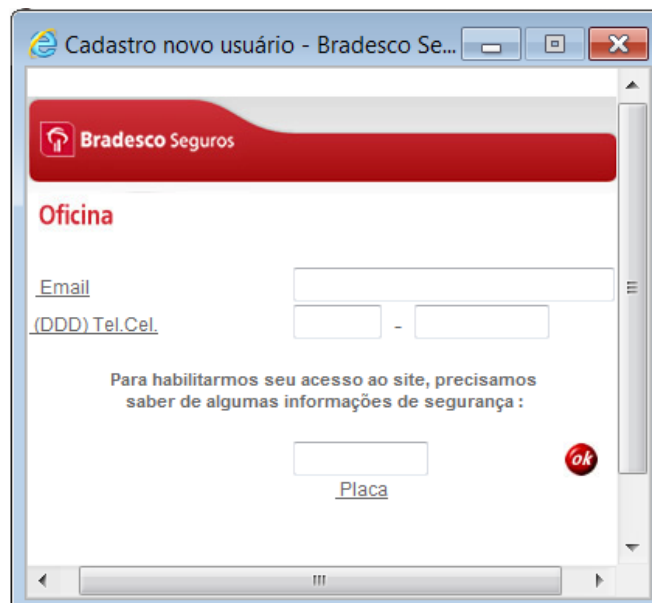 Cadastro novo usuário - Bradesco Se...
Bradesco Seguros
Oficina
Email
(DDD) Tel.Cel. -
Para habilitarmos seu acesso ao site, precisamos
saber de algumas informações de segurança :
ok
Placa